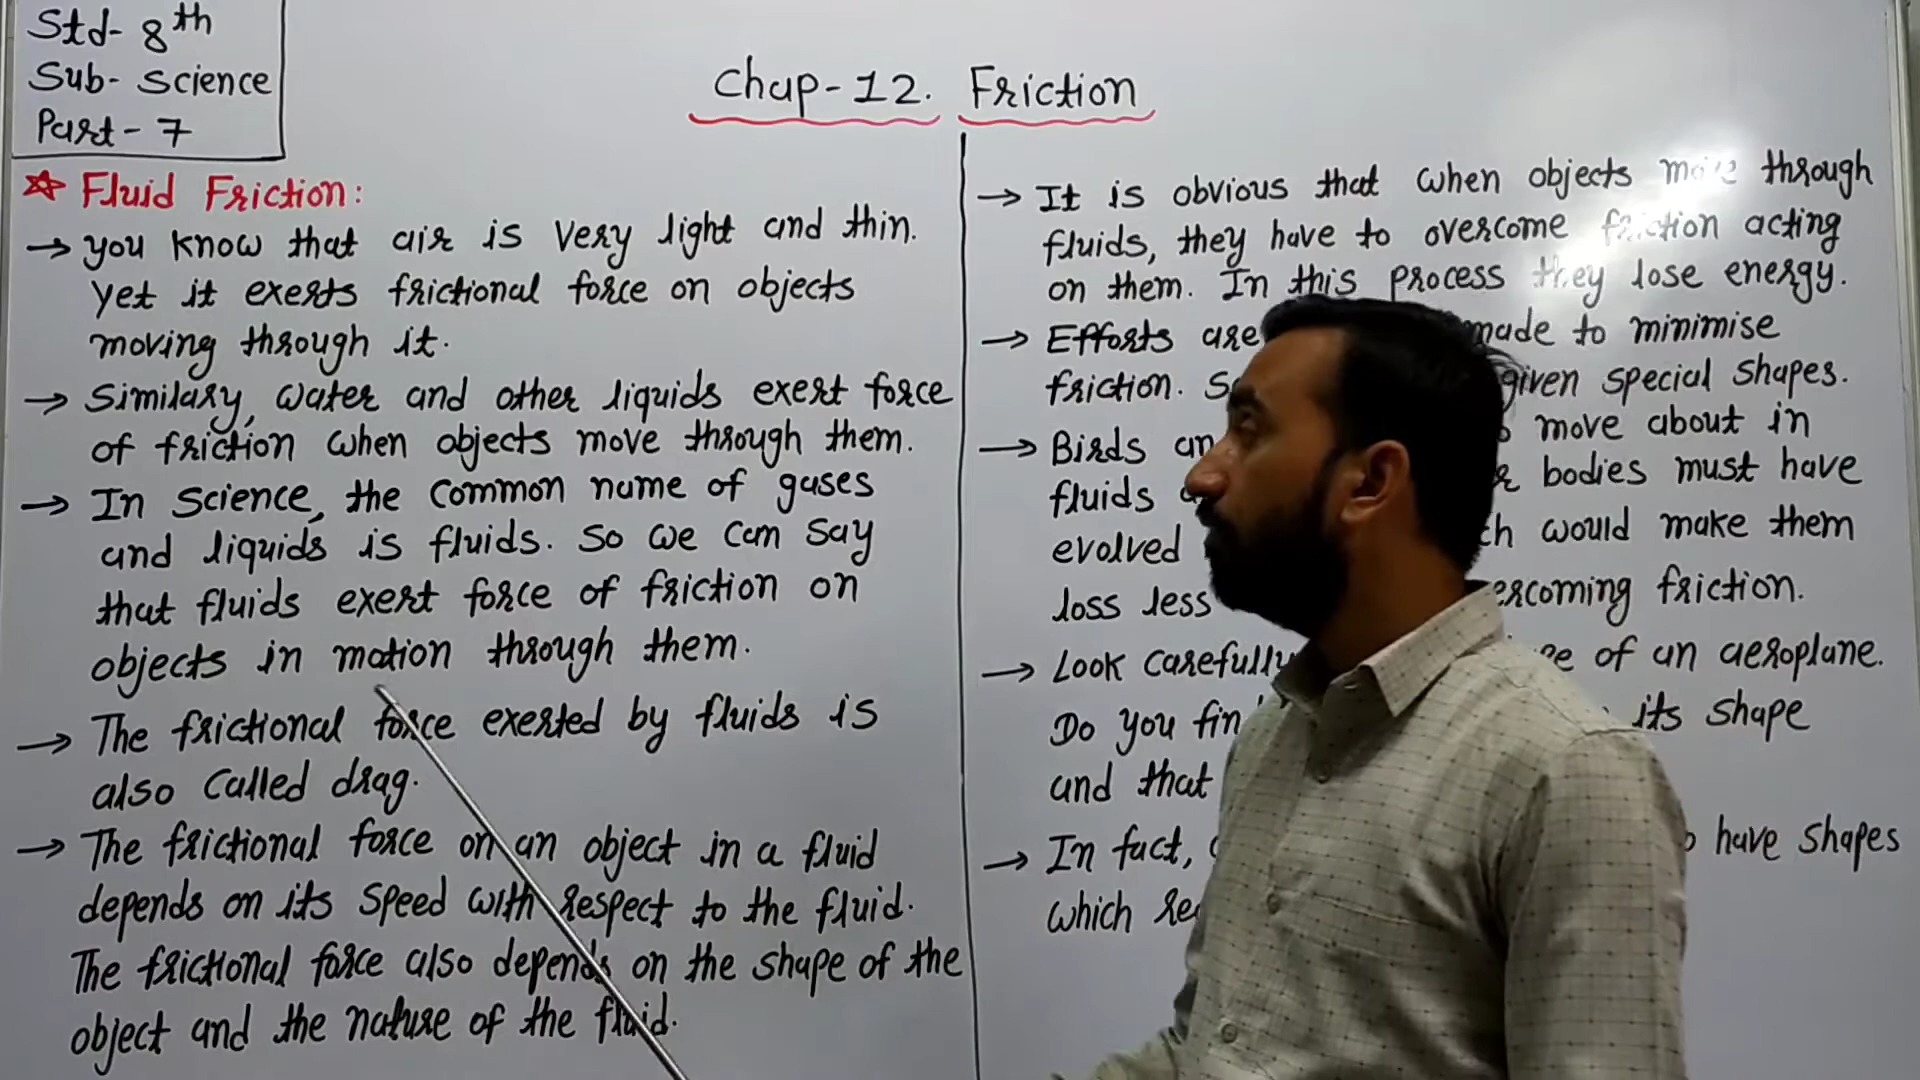 Std- 8th
Sub- Science
Part- 7
Chap-12. Friction
☆ Fluid Friction:
→ you know that air is very light and thin.
Yet it exerts frictional force on objects
moving through it.
→ Similary, water and other liquids exert force
of friction when objects move through them.
→ In Science, the common name of gases
and liquids is fluids. So we can say
that fluids exert force of friction on
objects in motion through them.
→ The frictional force exerted by fluids is
also called drag.
→ The frictional force on an object in a fluid
depends on its speed with respect to the fluid.
The frictional force also depends on the shape of the
object and the nature of the fluid.
→ It is obvious that when objects move through
fluids, they have to overcome friction acting
on them. In this process they lose energy.
→ Efforts are made to minimise
friction. given special shapes.
→ Birds move about in
fluids bodies must have
evolved would make them
loss less friction.
→ Look carefully of an aeroplane.
Do you its shape
and that
→ In fact, have shapes
which